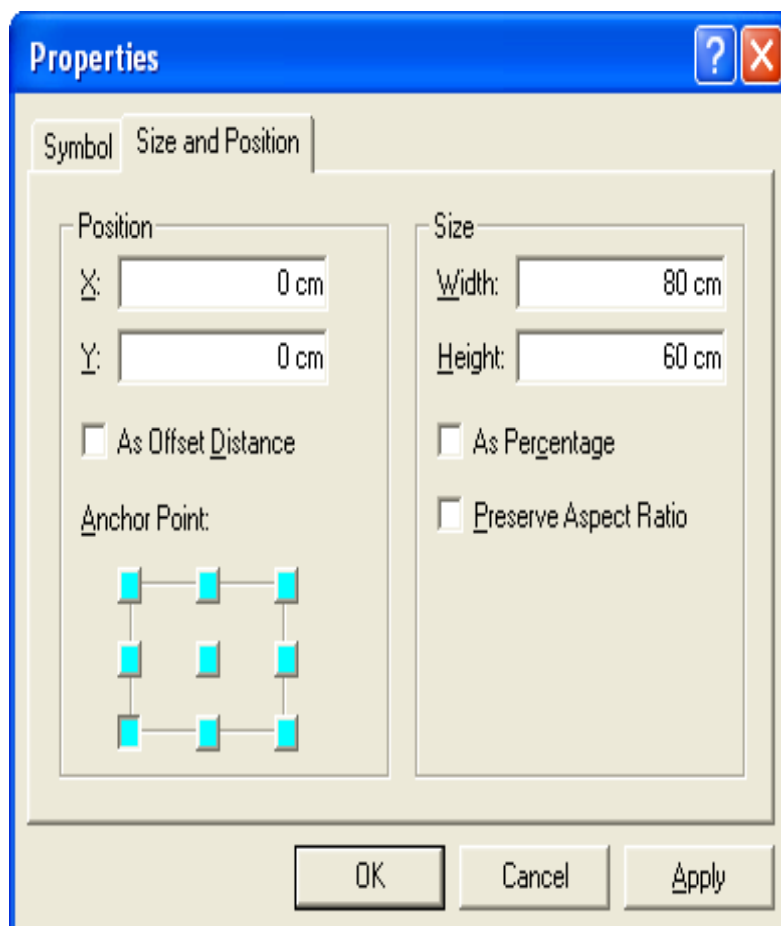 Properties
Symbol
Size and Position
Position
X: 0 cm
Y: 0 cm
As Offset Distance
Anchor Point:
Size
Width: 80 cm
Height: 60 cm
As Percentage
Preserve Aspect Ratio
OK
Cancel
Apply